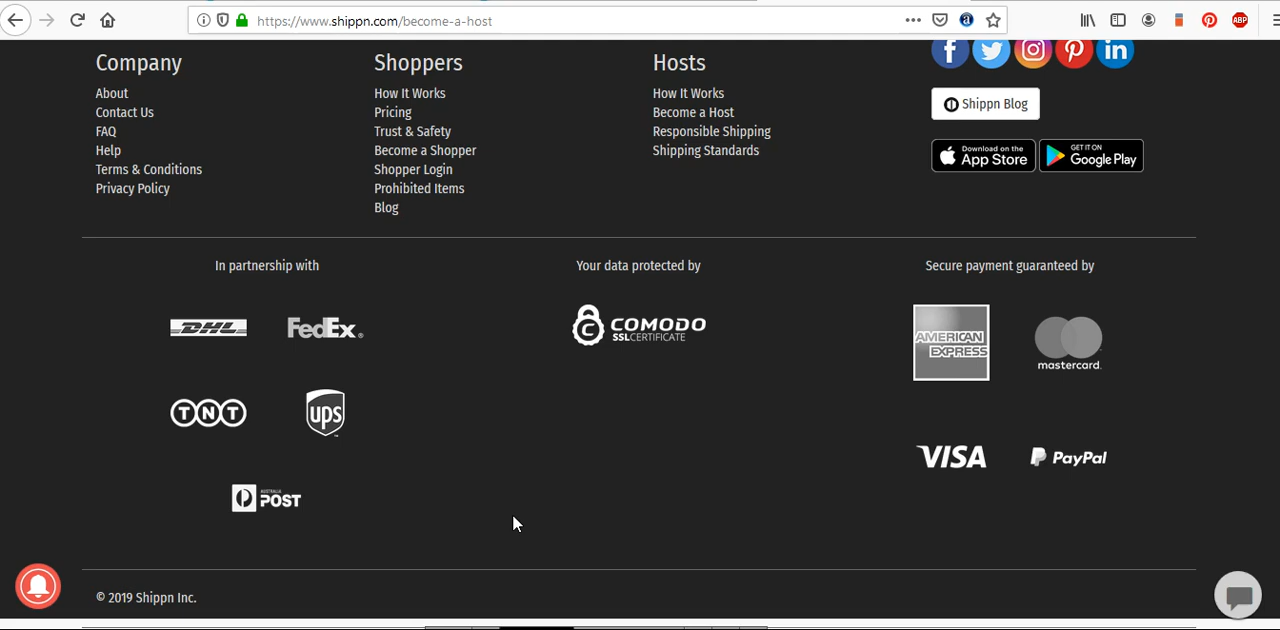 https://www.shippn.com/become-a-host
ABP
Company
About
Contact Us
FAQ
Help
Terms & Conditions
Privacy Policy
Shoppers
How It Works
Pricing
Trust & Safety
Become a Shopper
Shopper Login
Prohibited Items
Blog
Hosts
How It Works
Become a Host
Responsible Shipping
Shipping Standards
Shippn Blog
Download on the
App Store
GET IT ON
Google Play
In partnership with
DHL
FedEx®
TNT
ups
AUSTRALIA
POST
Your data protected by
COMODO
SSLCERTIFICATE
Secure payment guaranteed by
AMERICAN
EXPRESS
mastercard.
VISA
PayPal
© 2019 Shippn Inc.